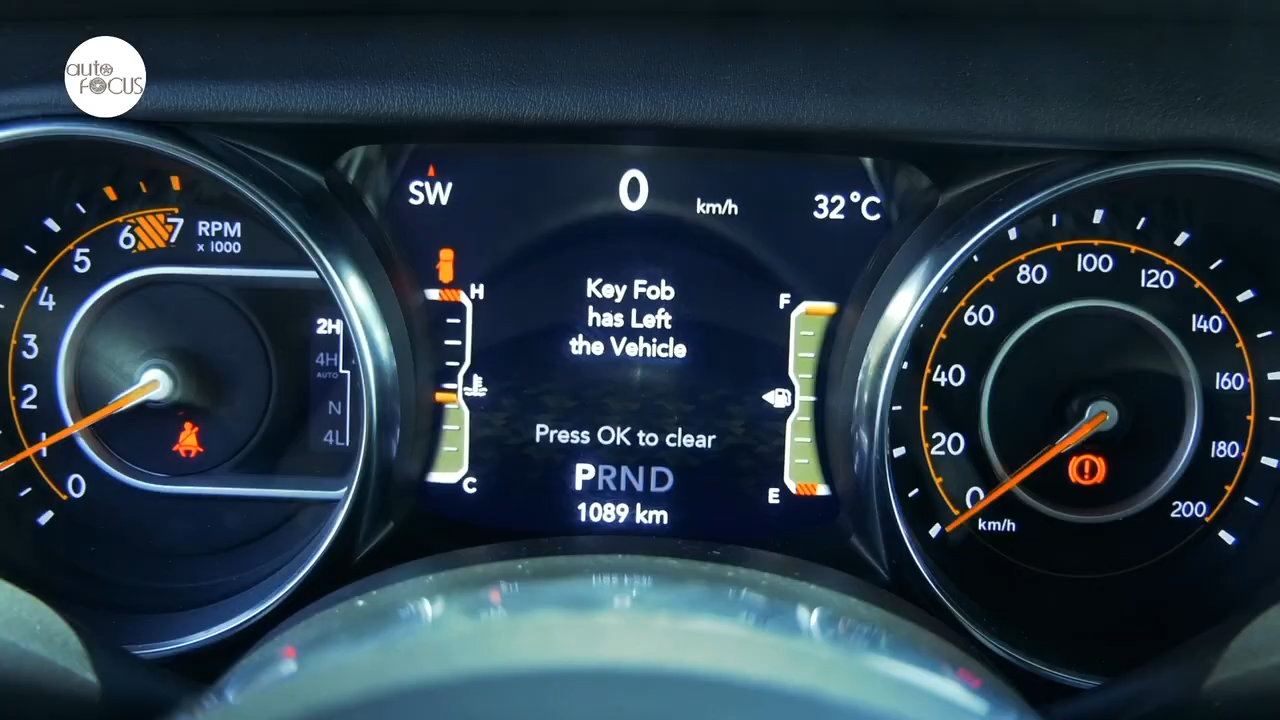 auto
FOCUS
SW
0
km/h
32°C
6
7
RPM
x 1000
5
4
3
2
1
0
2H
4H
AUTO
N
4L
H
C
Key Fob
has Left
the Vehicle
Press OK to clear
PRND
1089 km
F
E
0
20
40
60
80
100
120
140
160
180
200
km/h